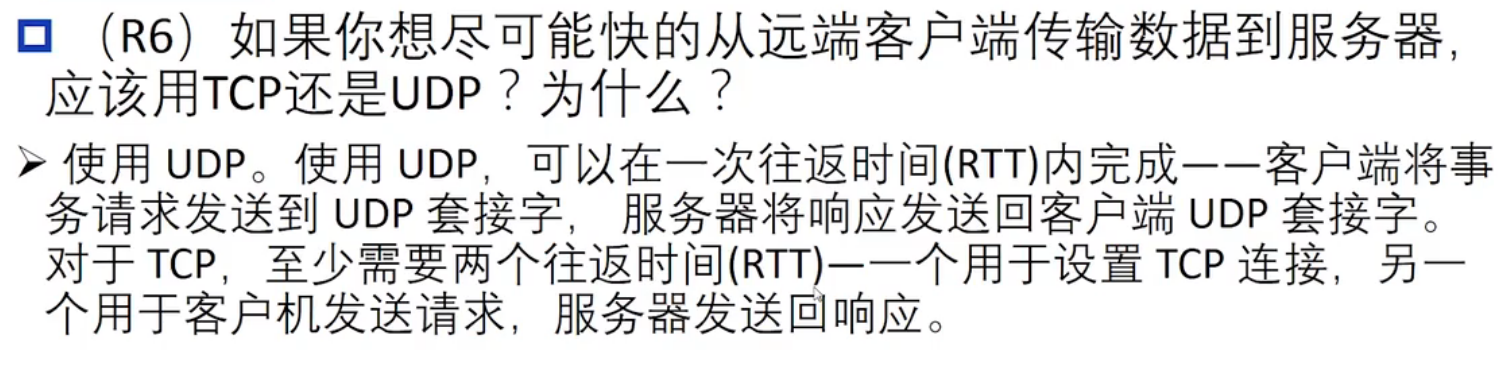 （R6）如果你想尽可能快的从远端客户端传输数据到服务器，
应该用TCP还是UDP？为什么？
使用 UDP。使用 UDP，可以在一次往返时间(RTT)内完成——客户端将事
务请求发送到 UDP 套接字，服务器将响应发送回客户端 UDP 套接字。
对于 TCP，至少需要两个往返时间(RTT)—一个用于设置 TCP 连接，另一
个用于客户机发送请求，服务器发送回响应。